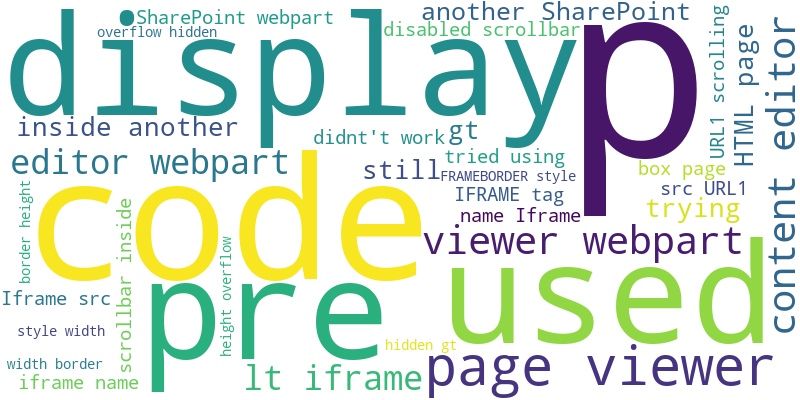 SharePoint webpart
another SharePoint
overflow hidden
disabled scrollbar
display
p
URL1 scrolling
HTML page
content editor
inside another
didnt't work
gt
editor webpart
still
tried using
FRAMEBORDER style
box page
src URL1
IFRAME tag
trying
name Iframe
code
viewer webpart
used
border height
scrollbar inside
height overflow
pre
Iframe src
style width
hidden gt
width border
iframe name
lt iframe
page viewer